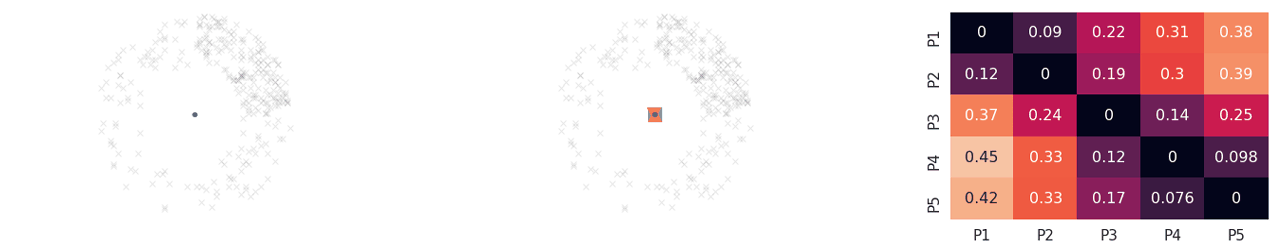 P1 0 0.09 0.22 0.31 0.38
P2 0.12 0 0.19 0.3 0.39
P3 0.37 0.24 0 0.14 0.25
P4 0.45 0.33 0.12 0 0.098
P5 0.42 0.33 0.17 0.076 0
P1 P2 P3 P4 P5